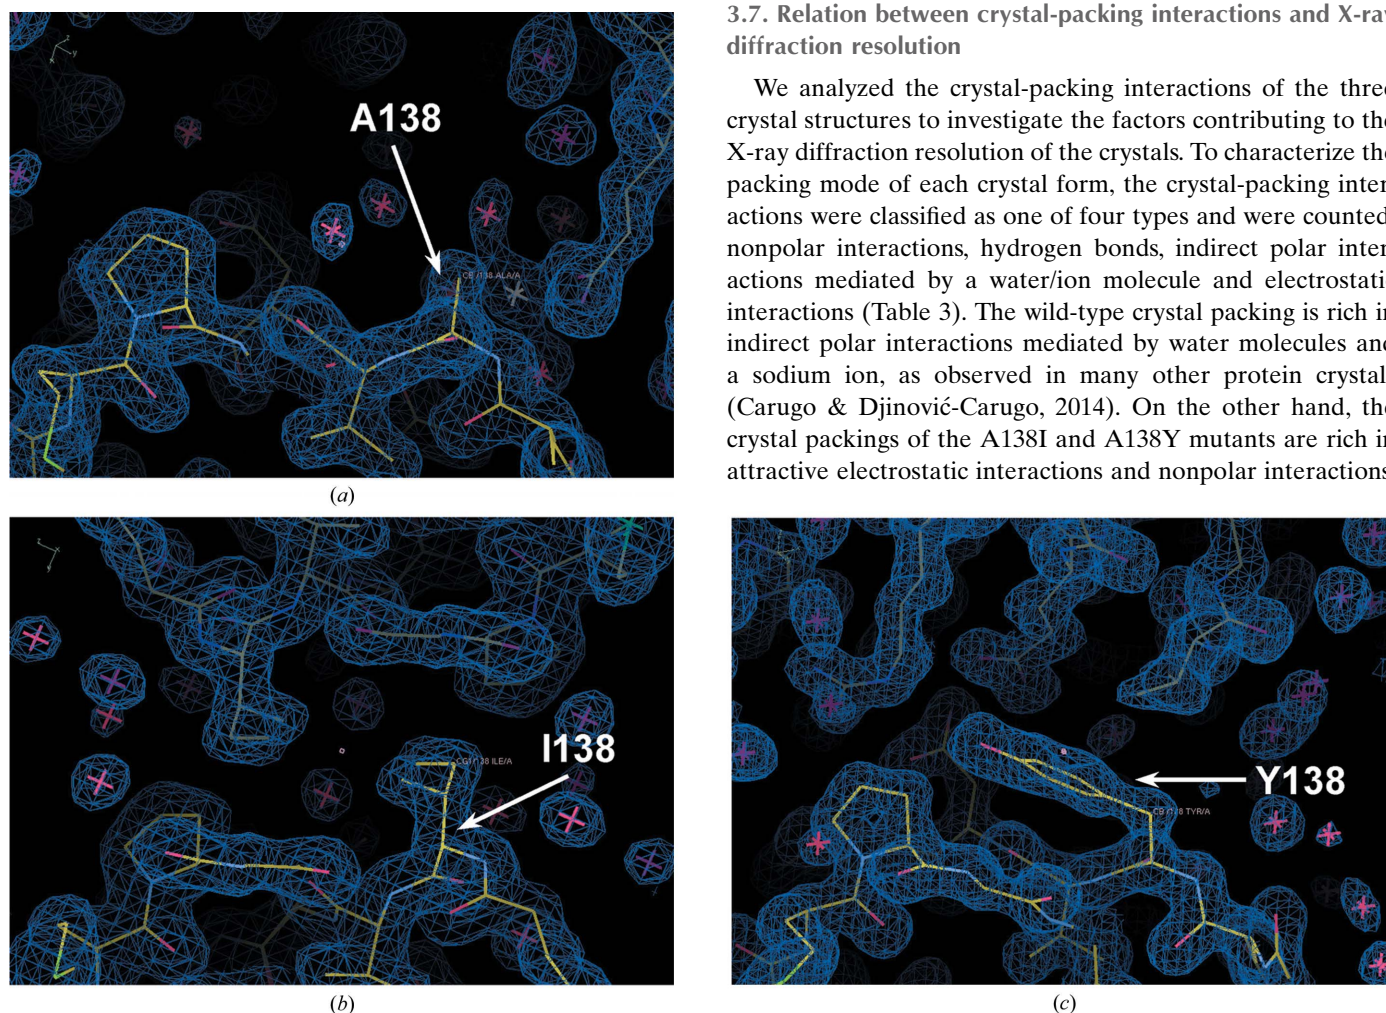 A138
CB /138 ALA/A
(a)
3.7. Relation between crystal-packing interactions and X-ray
diffraction resolution
We analyzed the crystal-packing interactions of the three
crystal structures to investigate the factors contributing to the
X-ray diffraction resolution of the crystals. To characterize the
packing mode of each crystal form, the crystal-packing inter
actions were classified as one of four types and were counted
nonpolar interactions, hydrogen bonds, indirect polar inter
actions mediated by a water/ion molecule and electrostati
interactions (Table 3). The wild-type crystal packing is rich in
indirect polar interactions mediated by water molecules and
a sodium ion, as observed in many other protein crystal
(Carugo & Djinović-Carugo, 2014). On the other hand, the
crystal packings of the A138I and A138Y mutants are rich in
attractive electrostatic interactions and nonpolar interactions
I138
CG1/138 ILE/A
(b)
Y138
CB /138 TYR/A
(c)